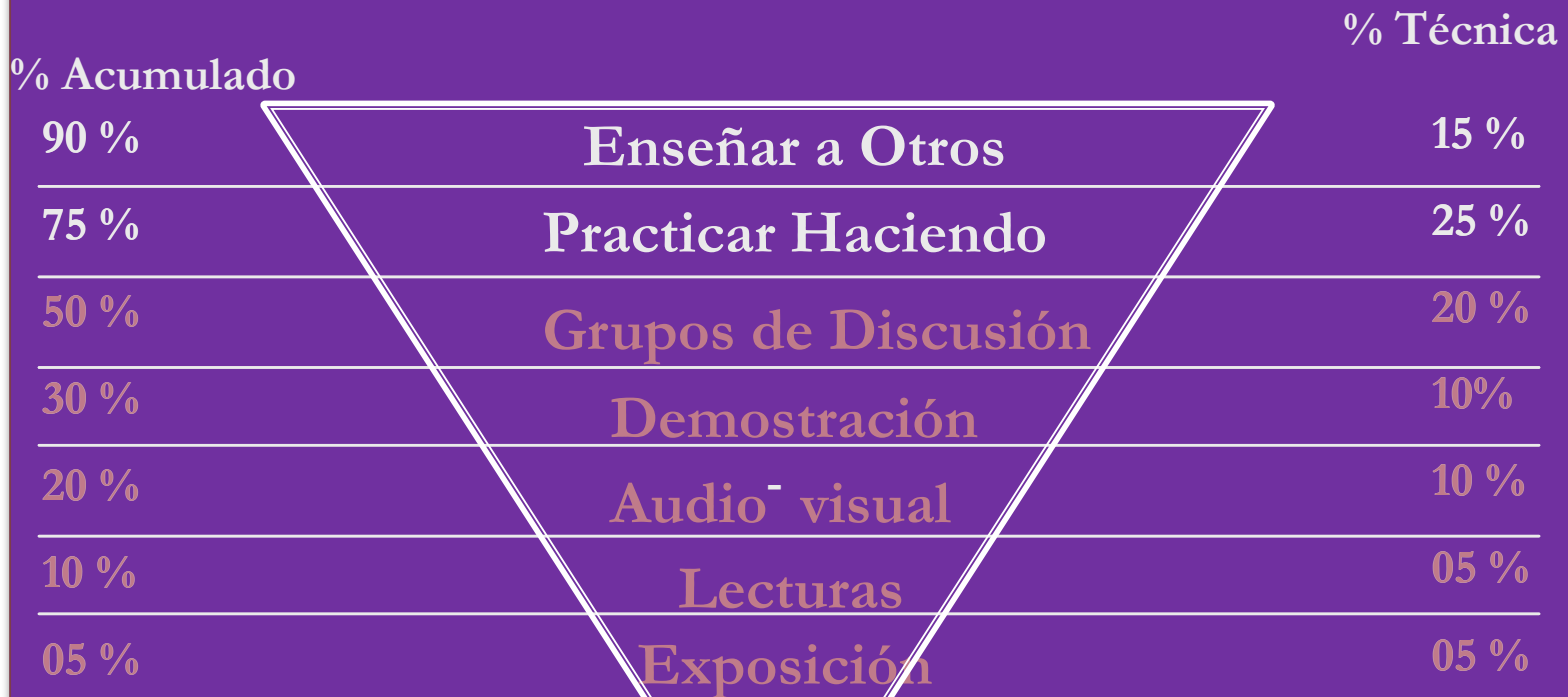 % Técnica
% Acumulado
90 % Enseñar a Otros 15 %
75 % Practicar Haciendo 25 %
50 % Grupos de Discusión 20 %
30 % Demostración 10%
20 % Audio- visual 10 %
10 % Lecturas 05 %
05 % Exposición 05 %